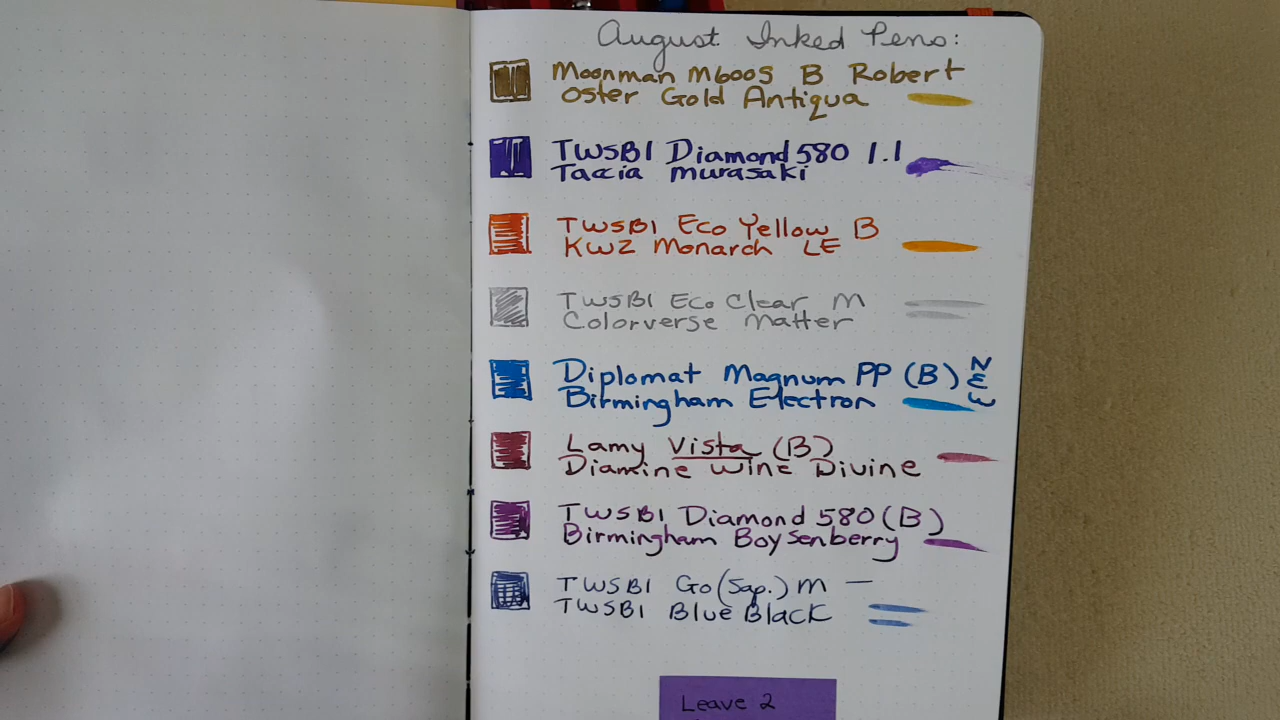 August Inked Pens:
Moonman M600S B Robert
Oster Gold Antiqua
TWSBI Diamond 580 1.1
Taccia Murasaki
TWSBI Eco Yellow B
KWZ Monarch LE
TWSBI Eco Clear M
Colorverse Matter
Diplomat Magnum PP (B) NEW
Birmingham Electron
Lamy Vista (B)
Diamine Wine Divine
TWSBI Diamond 580 (B)
Birmingham Boysenberry
TWSBI Go (Sap.) M —
TWSBI Blue Black
Leave 2